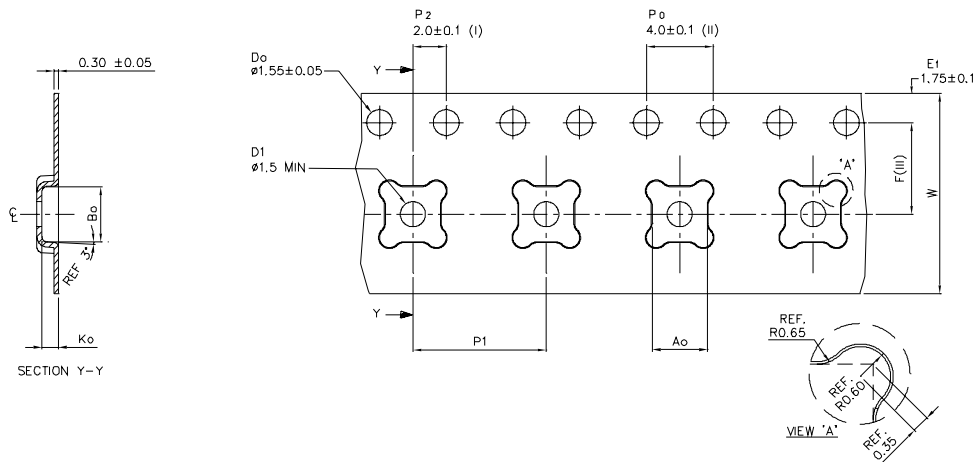 P2
2.0±0.1 (I)
Po
4.0±0.1 (II)
0.30 ±0.05
Do
ø1.55±0.05
Y
E1
1.75±0.1
D1
ø1.5 MIN
"A"
F(III)
W
℄
Bo
REF 3°
Ko
SECTION Y-Y
Y
P1
Ao
REF.
R0.65
REF.
R0.60
REF.
0.35
VIEW "A"